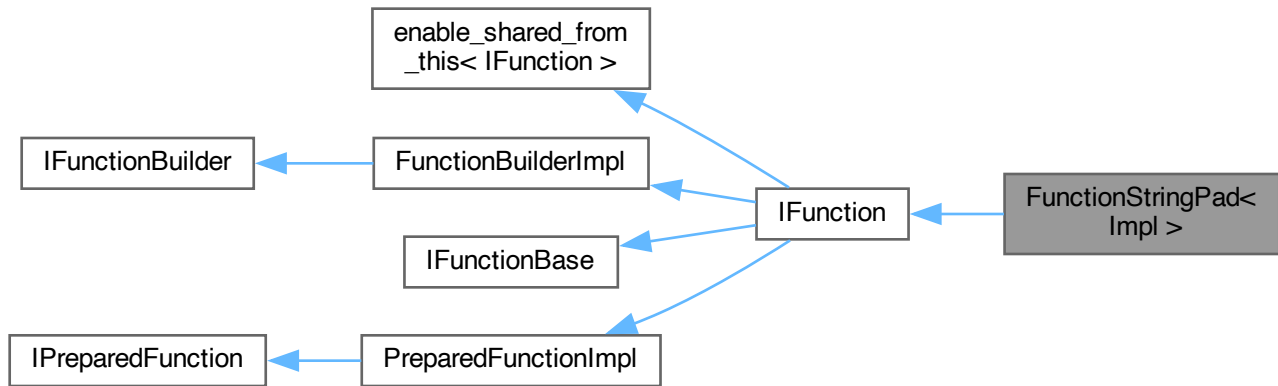 enable_shared_from
_this< IFunction >
IFunctionBuilder
FunctionBuilderImpl
IFunction
FunctionStringPad<
Impl >
IFunctionBase
IPreparedFunction
PreparedFunctionImpl